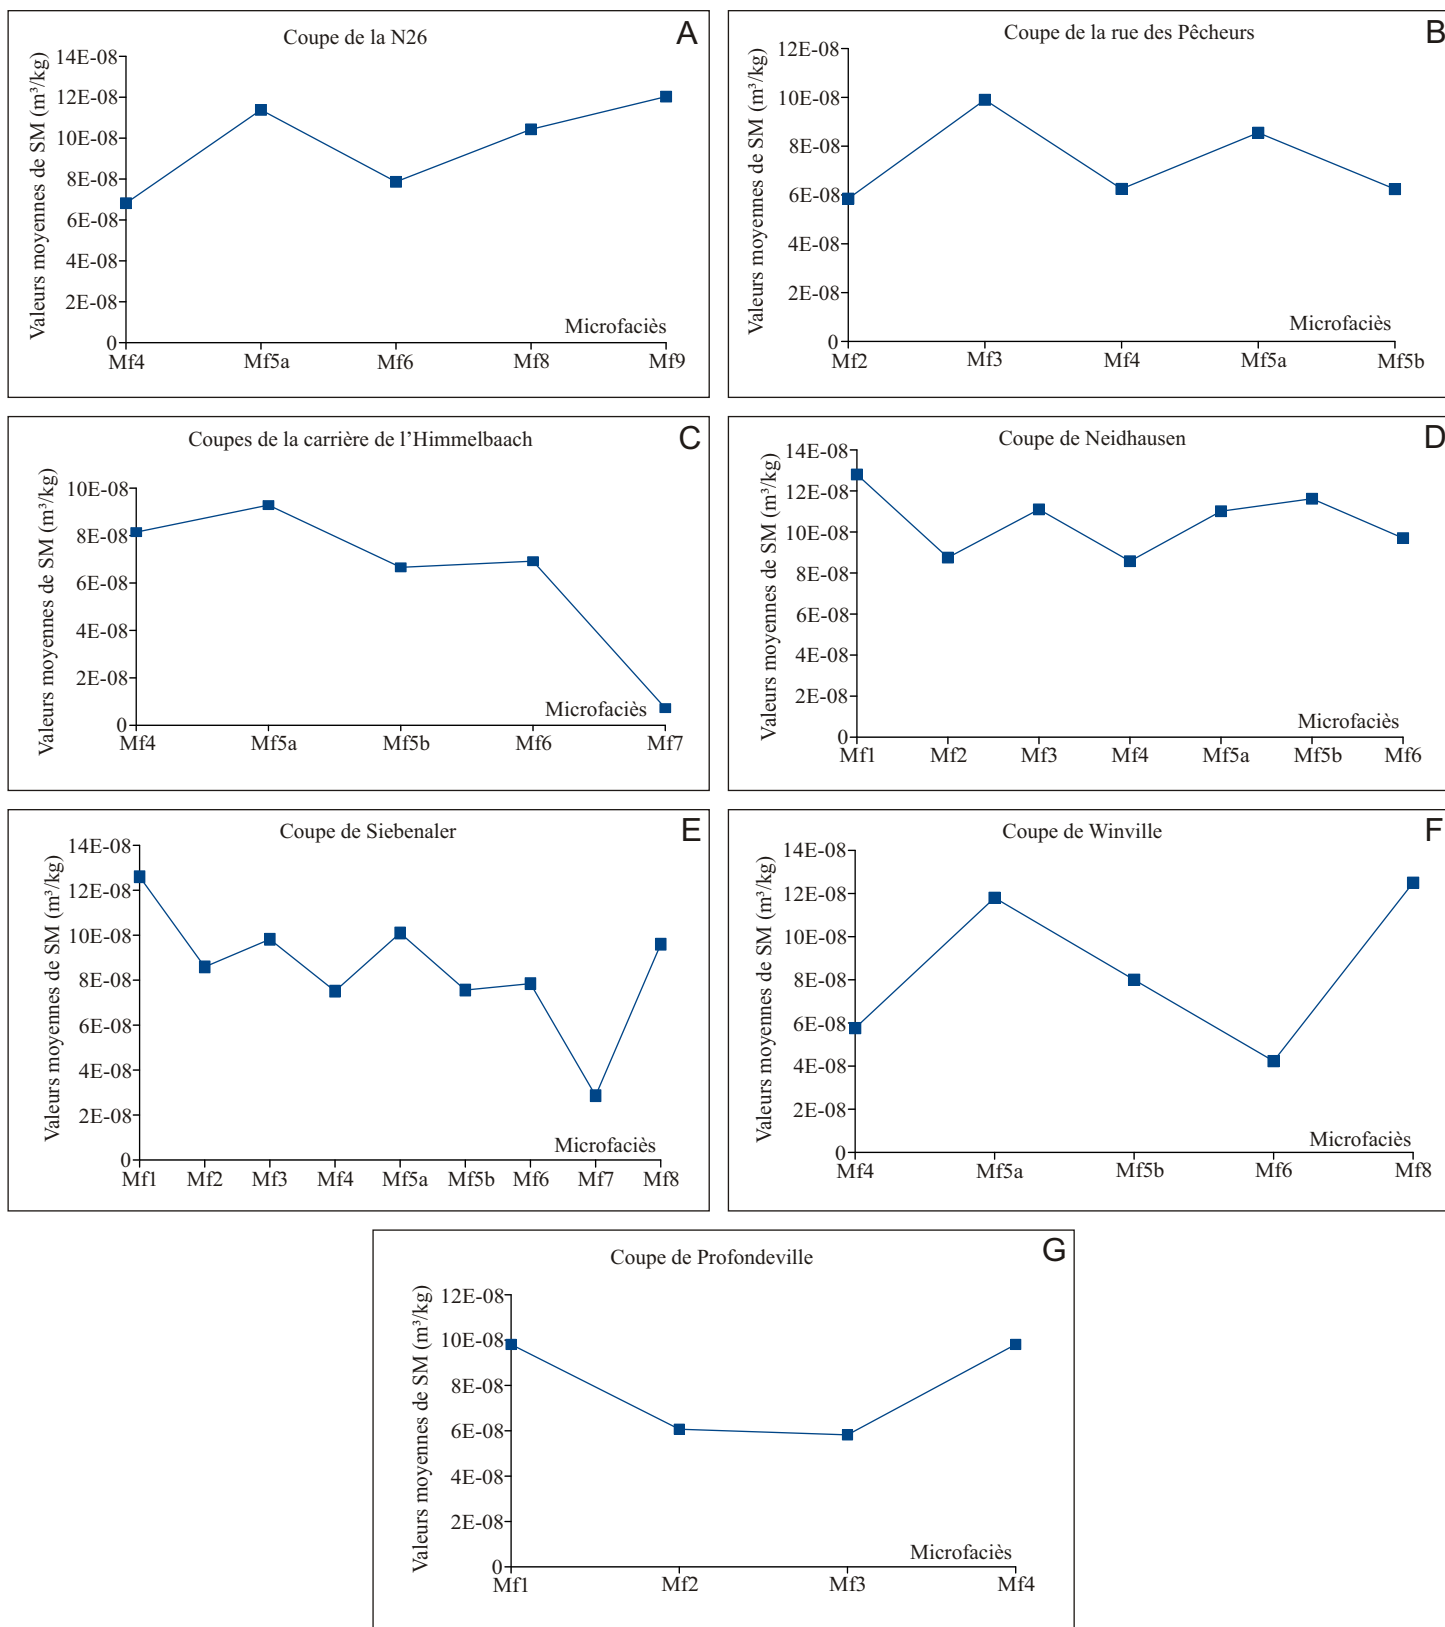 Coupe de la N26
A
Valeurs moyennes de SM (m³/kg)
14E-08
12E-08
10E-08
8E-08
6E-08
4E-08
2E-08
0
Microfaciès
Mf4 Mf5a Mf6 Mf8 Mf9
Coupe de la rue des Pêcheurs
B
Valeurs moyennes de SM (m³/kg)
12E-08
10E-08
8E-08
6E-08
4E-08
2E-08
0
Microfaciès
Mf2 Mf3 Mf4 Mf5a Mf5b
Coupes de la carrière de l’Himmelbaach
C
Valeurs moyennes de SM (m³/kg)
10E-08
8E-08
6E-08
4E-08
2E-08
0
Microfaciès
Mf4 Mf5a Mf5b Mf6 Mf7
Coupe de Neidhausen
D
Valeurs moyennes de SM (m³/kg)
14E-08
12E-08
10E-08
8E-08
6E-08
4E-08
2E-08
0
Microfaciès
Mf1 Mf2 Mf3 Mf4 Mf5a Mf5b Mf6
Coupe de Siebenaler
E
Valeurs moyennes de SM (m³/kg)
14E-08
12E-08
10E-08
8E-08
6E-08
4E-08
2E-08
0
Microfaciès
Mf1 Mf2 Mf3 Mf4 Mf5a Mf5b Mf6 Mf7 Mf8
Coupe de Winville
F
Valeurs moyennes de SM (m³/kg)
14E-08
12E-08
10E-08
8E-08
6E-08
4E-08
2E-08
0
Microfaciès
Mf4 Mf5a Mf5b Mf6 Mf8
Coupe de Profondeville
G
Valeurs moyennes de SM (m³/kg)
12E-08
10E-08
8E-08
6E-08
4E-08
2E-08
0
Microfaciès
Mf1 Mf2 Mf3 Mf4